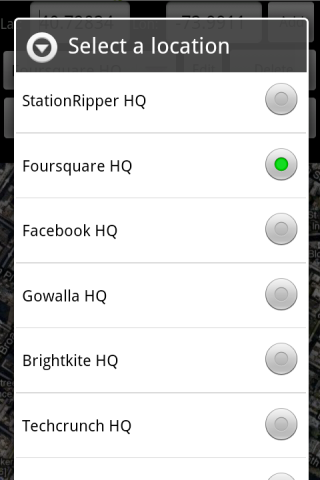 Select a location
StationRipper HQ
Foursquare HQ
Facebook HQ
Gowalla HQ
Brightkite HQ
Techcrunch HQ